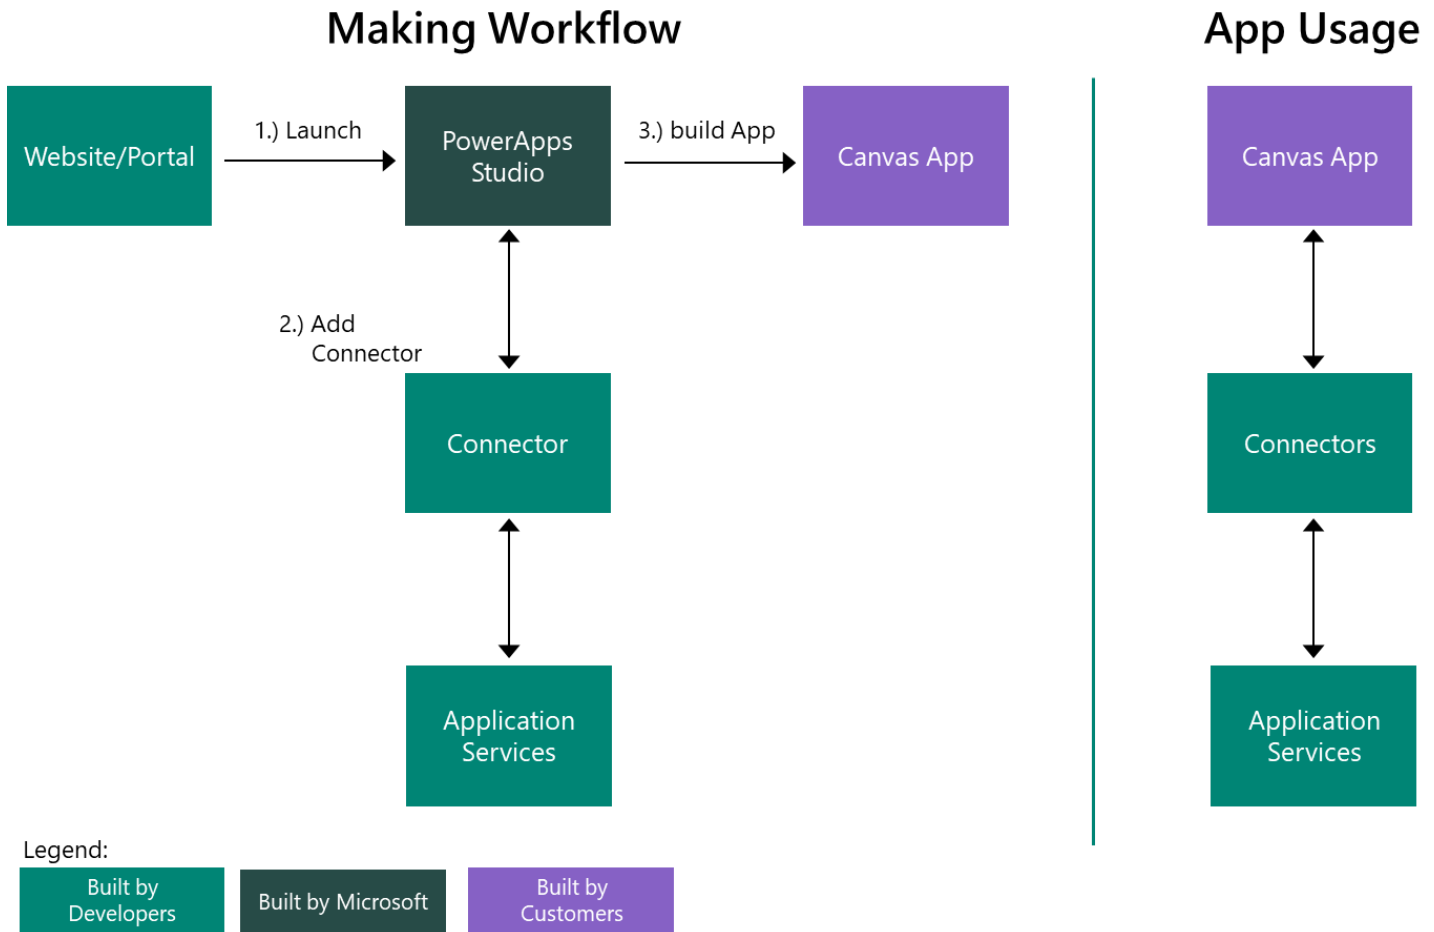 Making Workflow
App Usage
Website/Portal
1.) Launch
PowerApps
Studio
3.) build App
Canvas App
Canvas App
2.) Add
Connector
Connector
Connectors
Application
Services
Application
Services
Legend:
Built by
Developers
Built by Microsoft
Built by
Customers